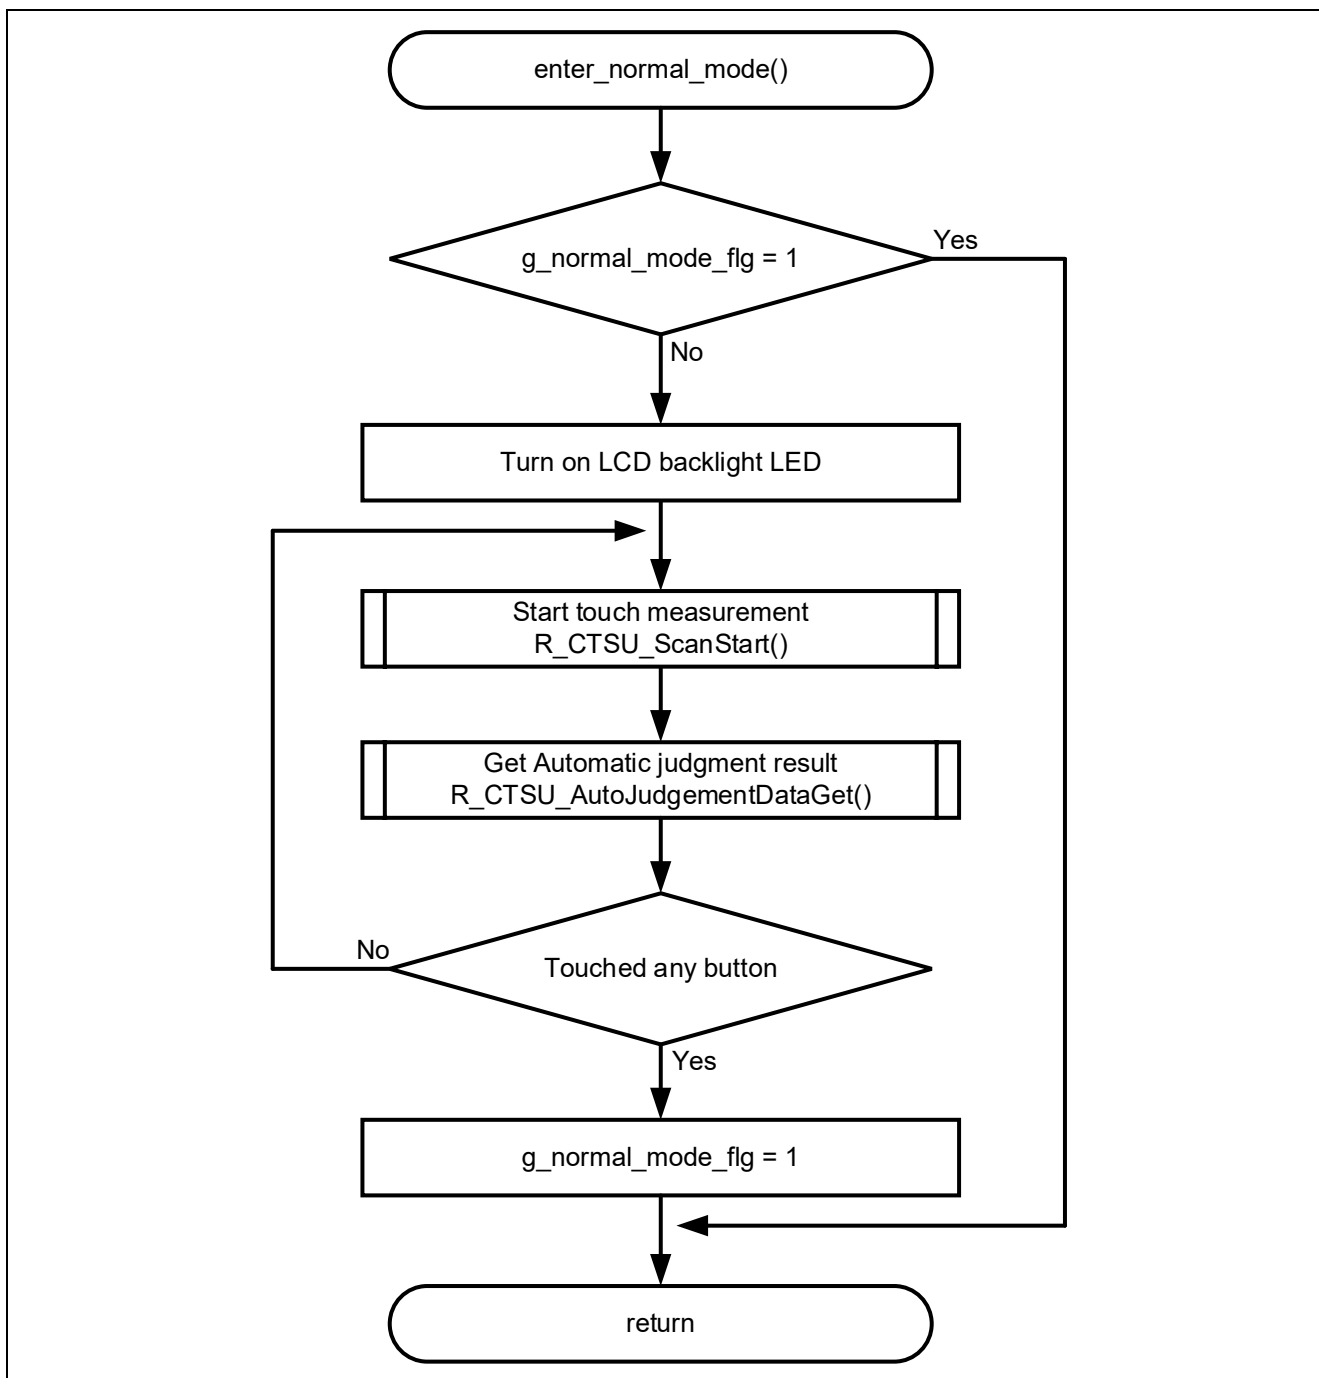 enter_normal_mode()
g_normal_mode_flg = 1
Yes
No
Turn on LCD backlight LED
Start touch measurement
R_CTSU_ScanStart()
Get Automatic judgment result
R_CTSU_AutoJudgementDataGet()
No
Touched any button
Yes
g_normal_mode_flg = 1
return